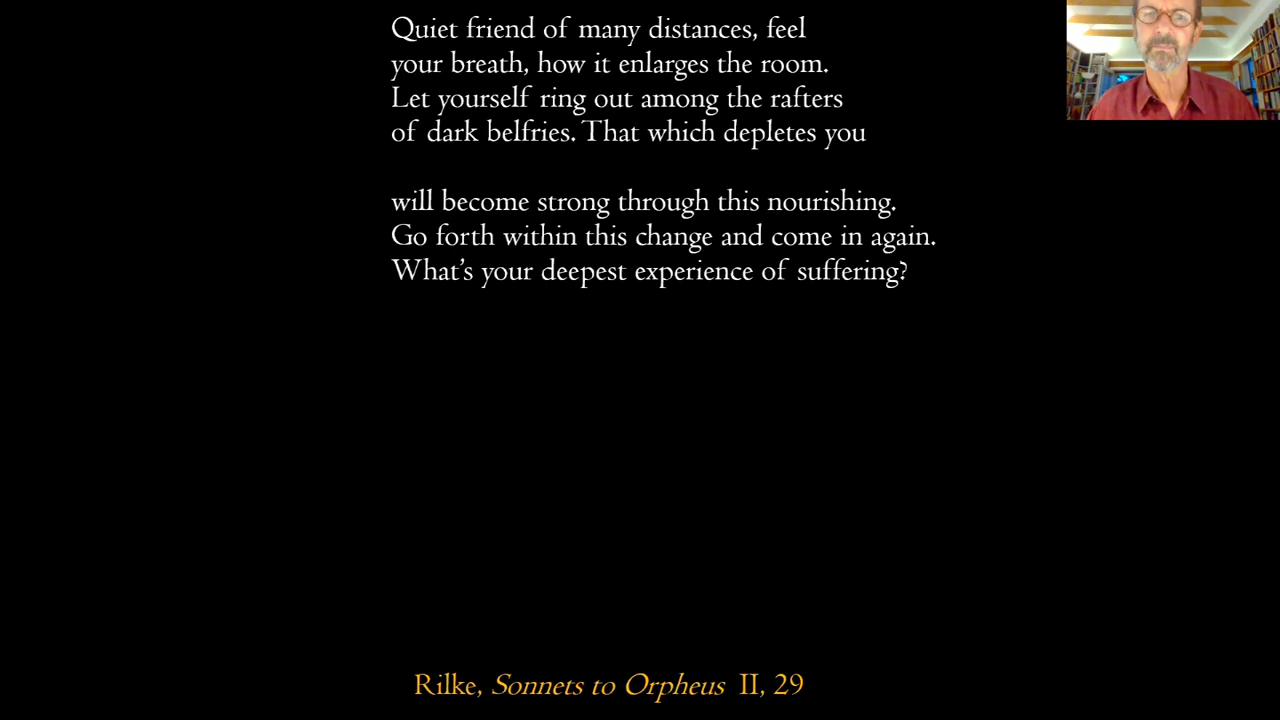 Quiet friend of many distances, feel
your breath, how it enlarges the room.
Let yourself ring out among the rafters
of dark belfries. That which depletes you
will become strong through this nourishing.
Go forth within this change and come in again.
What’s your deepest experience of suffering?
Rilke, Sonnets to Orpheus II, 29